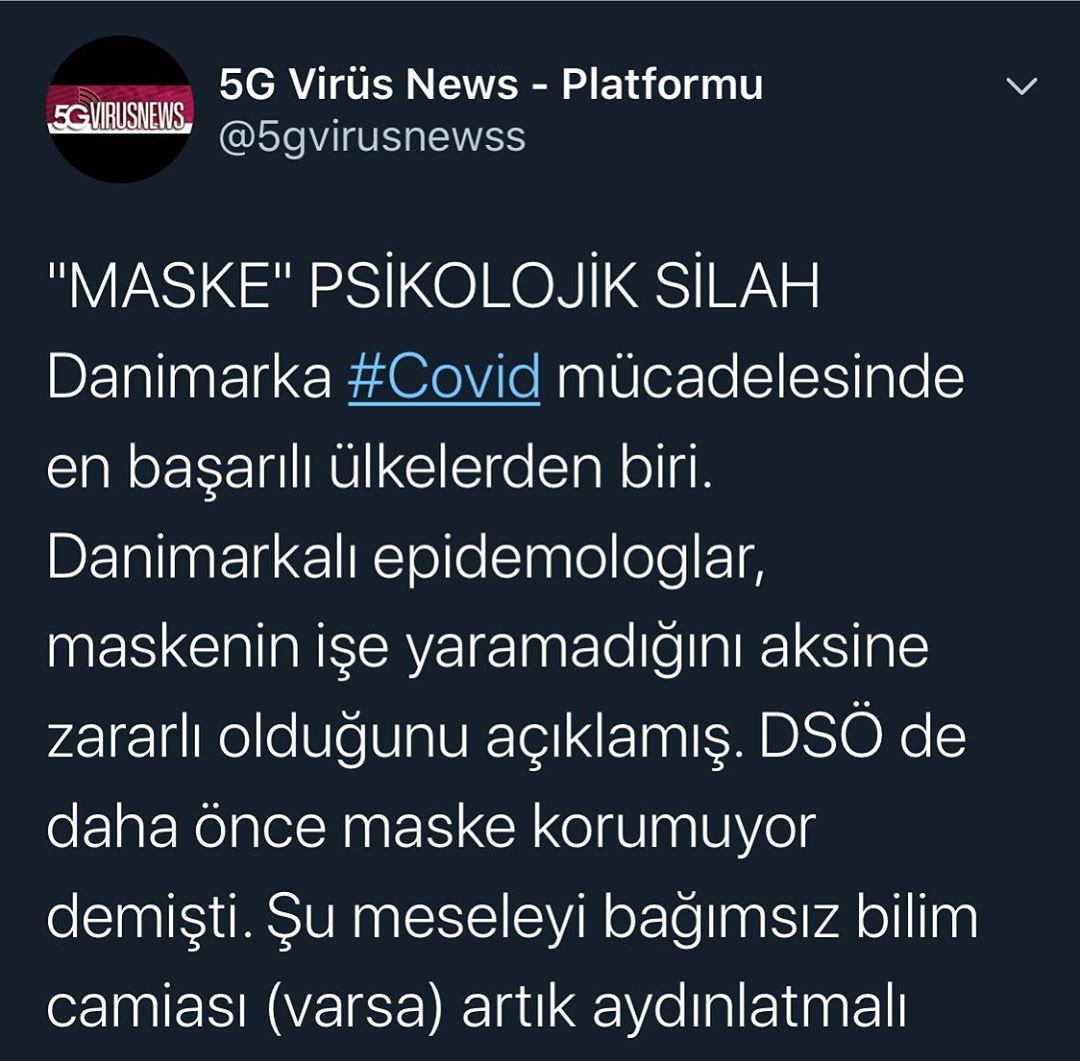 5GVIRUSNEWS
5G Virüs News - Platformu
@5gvirusnewss
"MASKE" PSİKOLOJİK SİLAH
Danimarka #Covid mücadelesinde
en başarılı ülkelerden biri.
Danimarkalı epidemologlar,
maskenin işe yaramadığını aksine
zararlı olduğunu açıklamış. DSÖ de
daha önce maske korumuyor
demişti. Şu meseleyi bağımsız bilim
camiası (varsa) artık aydınlatmalı